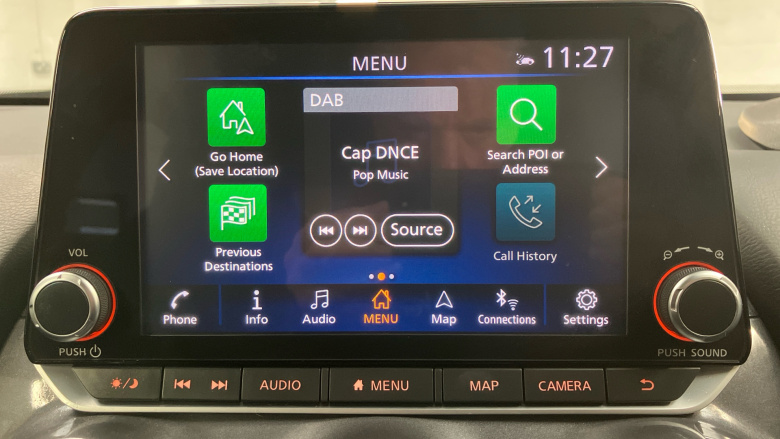 MENU
11:27
DAB
Go Home
(Save Location)
Cap DNCE
Pop Music
Search POI or
Address
Previous
Destinations
Source
Call History
VOL
PUSH
Phone
Info
Audio
MENU
Map
Connections
Settings
PUSH SOUND
AUDIO
MENU
MAP
CAMERA